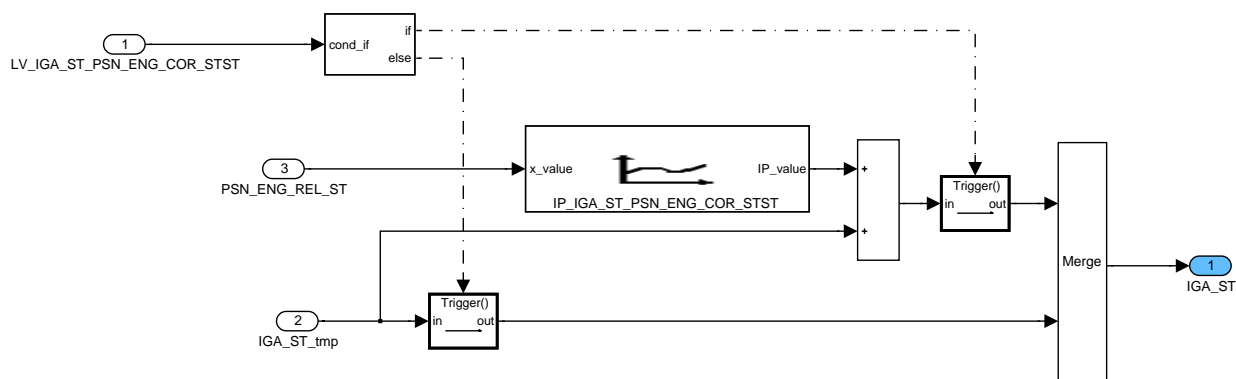 1
LV_IGA_ST_PSN_ENG_COR_STST
cond_if
if
else
3
PSN_ENG_REL_ST
x_value
IP_value
IP_IGA_ST_PSN_ENG_COR_STST
+
+
Trigger()
in
out
Merge
1
IGA_ST
2
IGA_ST_tmp
Trigger()
in
out